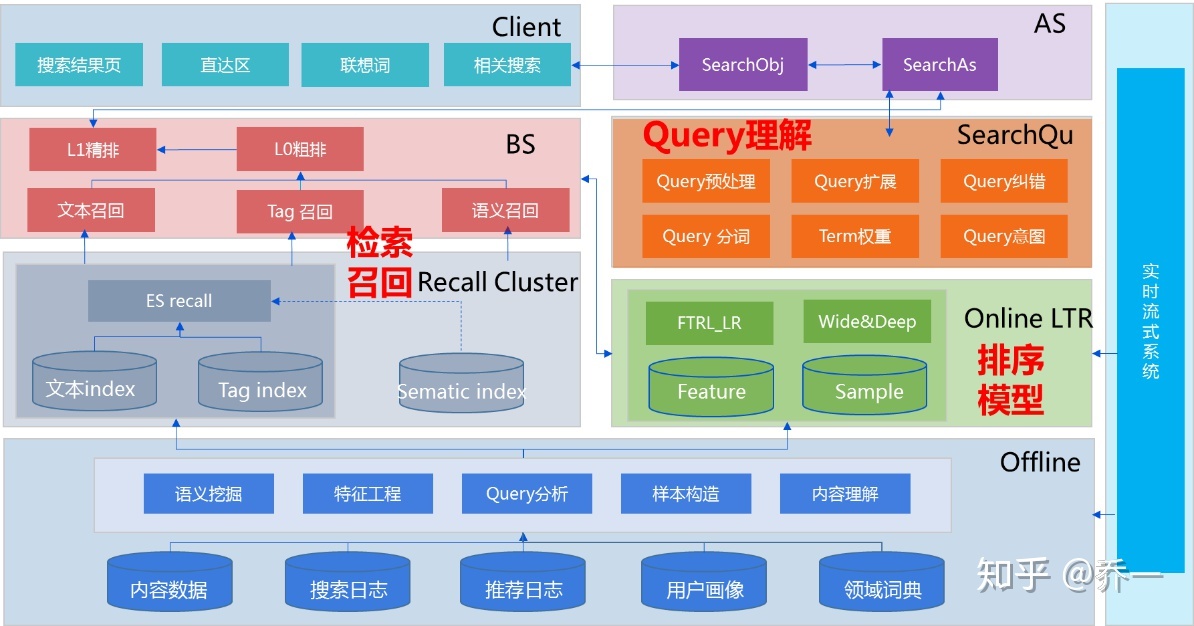 Client
搜索结果页
直达区
联想词
相关搜索
AS
SearchObj
SearchAs
BS
L1精排
L0粗排
文本召回
Tag 召回
语义召回
Query理解
SearchQu
Query预处理
Query扩展
Query纠错
Query 分词
Term权重
Query意图
检索
召回
Recall Cluster
ES recall
文本index
Tag index
Sematic index
Online LTR
FTRL_LR
Wide&Deep
Feature
Sample
排序
模型
Offline
语义挖掘
特征工程
Query分析
样本构造
内容理解
内容数据
搜索日志
推荐日志
用户画像
领域词典
实时流式系统
知乎 @乔一